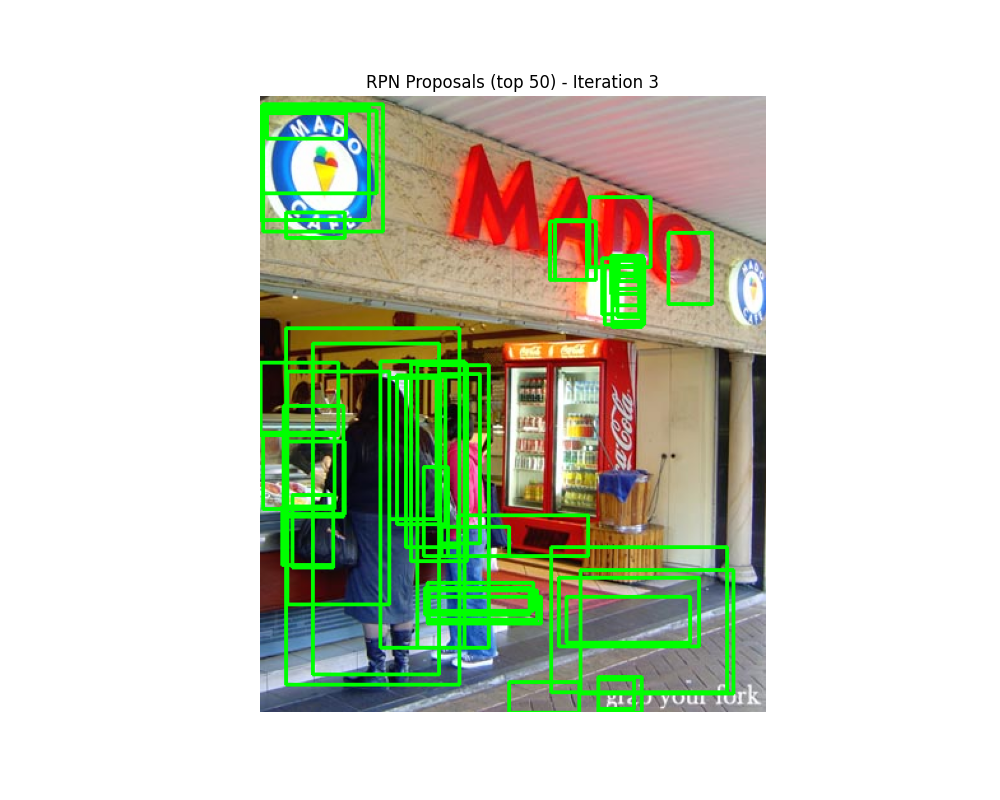 RPN Proposals (top 50) - Iteration 3
MADO
CAFE
MADO
MADO
CAFE
Coca-Cola
Coca-Cola
Coca-Cola
grab your fork